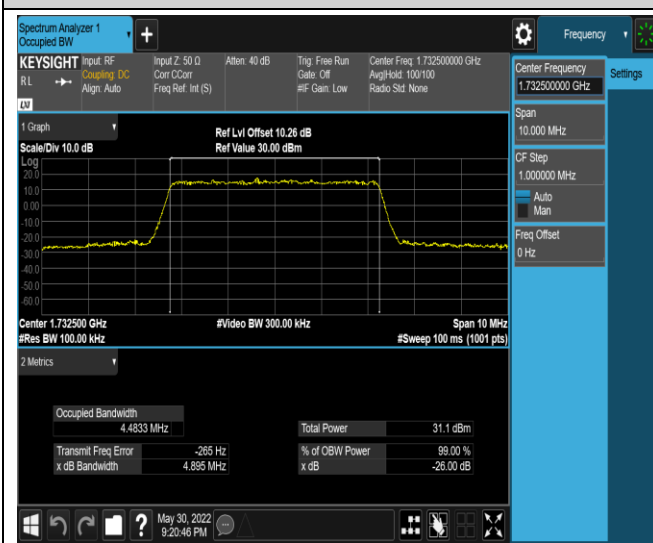 Spectrum Analyzer 1
Occupied BW
Frequency
KEYSIGHT
RL
LXI
Input: RF
Coupling: DC
Align: Auto
Input Z: 50 Ω
Corr CCorr
Freq Ref: Int (S)
Atten: 40 dB
Trig: Free Run
Gate: Off
#IF Gain: Low
Center Freq: 1.732500000 GHz
Avg|Hold: 100/100
Radio Std: None
Center Frequency
1.732500000 GHz
Settings
Span
10.000 MHz
CF Step
1.000000 MHz
Auto
Man
Freq Offset
0 Hz
1 Graph
Scale/Div 10.0 dB
Ref Lvl Offset 10.26 dB
Ref Value 30.00 dBm
Log
20.0
10.0
0.00
-10.0
-20.0
-30.0
-40.0
-50.0
-60.0
Center 1.732500 GHz
#Res BW 100.00 kHz
#Video BW 300.00 kHz
Span 10 MHz
#Sweep 100 ms (1001 pts)
2 Metrics
Occupied Bandwidth
4.4833 MHz
Total Power 31.1 dBm
Transmit Freq Error -265 Hz
% of OBW Power 99.00 %
x dB Bandwidth 4.895 MHz
x dB -26.00 dB
May 30, 2022
9:20:46 PM